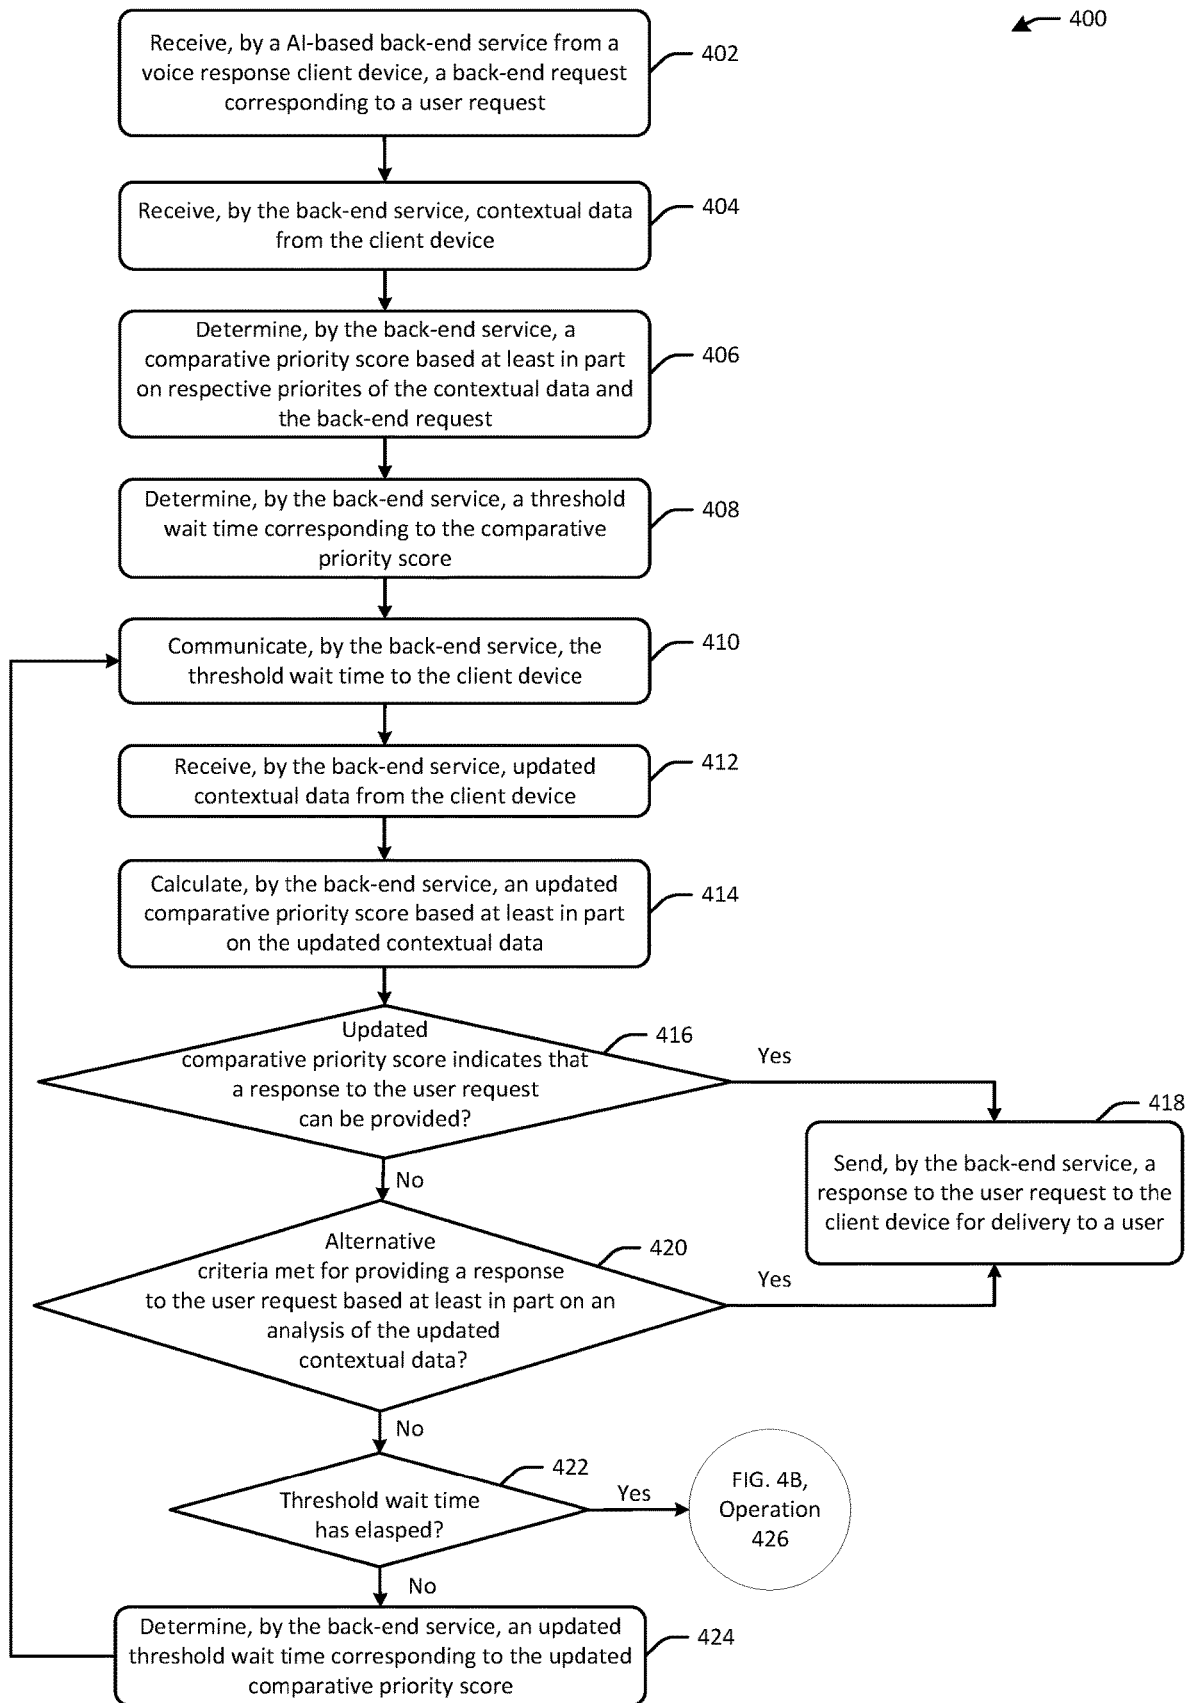 400
Receive, by a AI-based back-end service from a
voice response client device, a back-end request
corresponding to a user request
402
Receive, by the back-end service, contextual data
from the client device
404
Determine, by the back-end service, a
comparative priority score based at least in part
on respective priorites of the contextual data and
the back-end request
406
Determine, by the back-end service, a threshold
wait time corresponding to the comparative
priority score
408
Communicate, by the back-end service, the
threshold wait time to the client device
410
Receive, by the back-end service, updated
contextual data from the client device
412
Calculate, by the back-end service, an updated
comparative priority score based at least in part
on the updated contextual data
414
Updated
comparative priority score indicates that
a response to the user request
can be provided?
416
Yes
No
418
Send, by the back-end service, a
response to the user request to the
client device for delivery to a user
Alternative
criteria met for providing a response
to the user request based at least in part on an
analysis of the updated
contextual data?
420
Yes
No
Threshold wait time
has elasped?
422
Yes
No
FIG. 4B,
Operation
426
Determine, by the back-end service, an updated
threshold wait time corresponding to the updated
comparative priority score
424